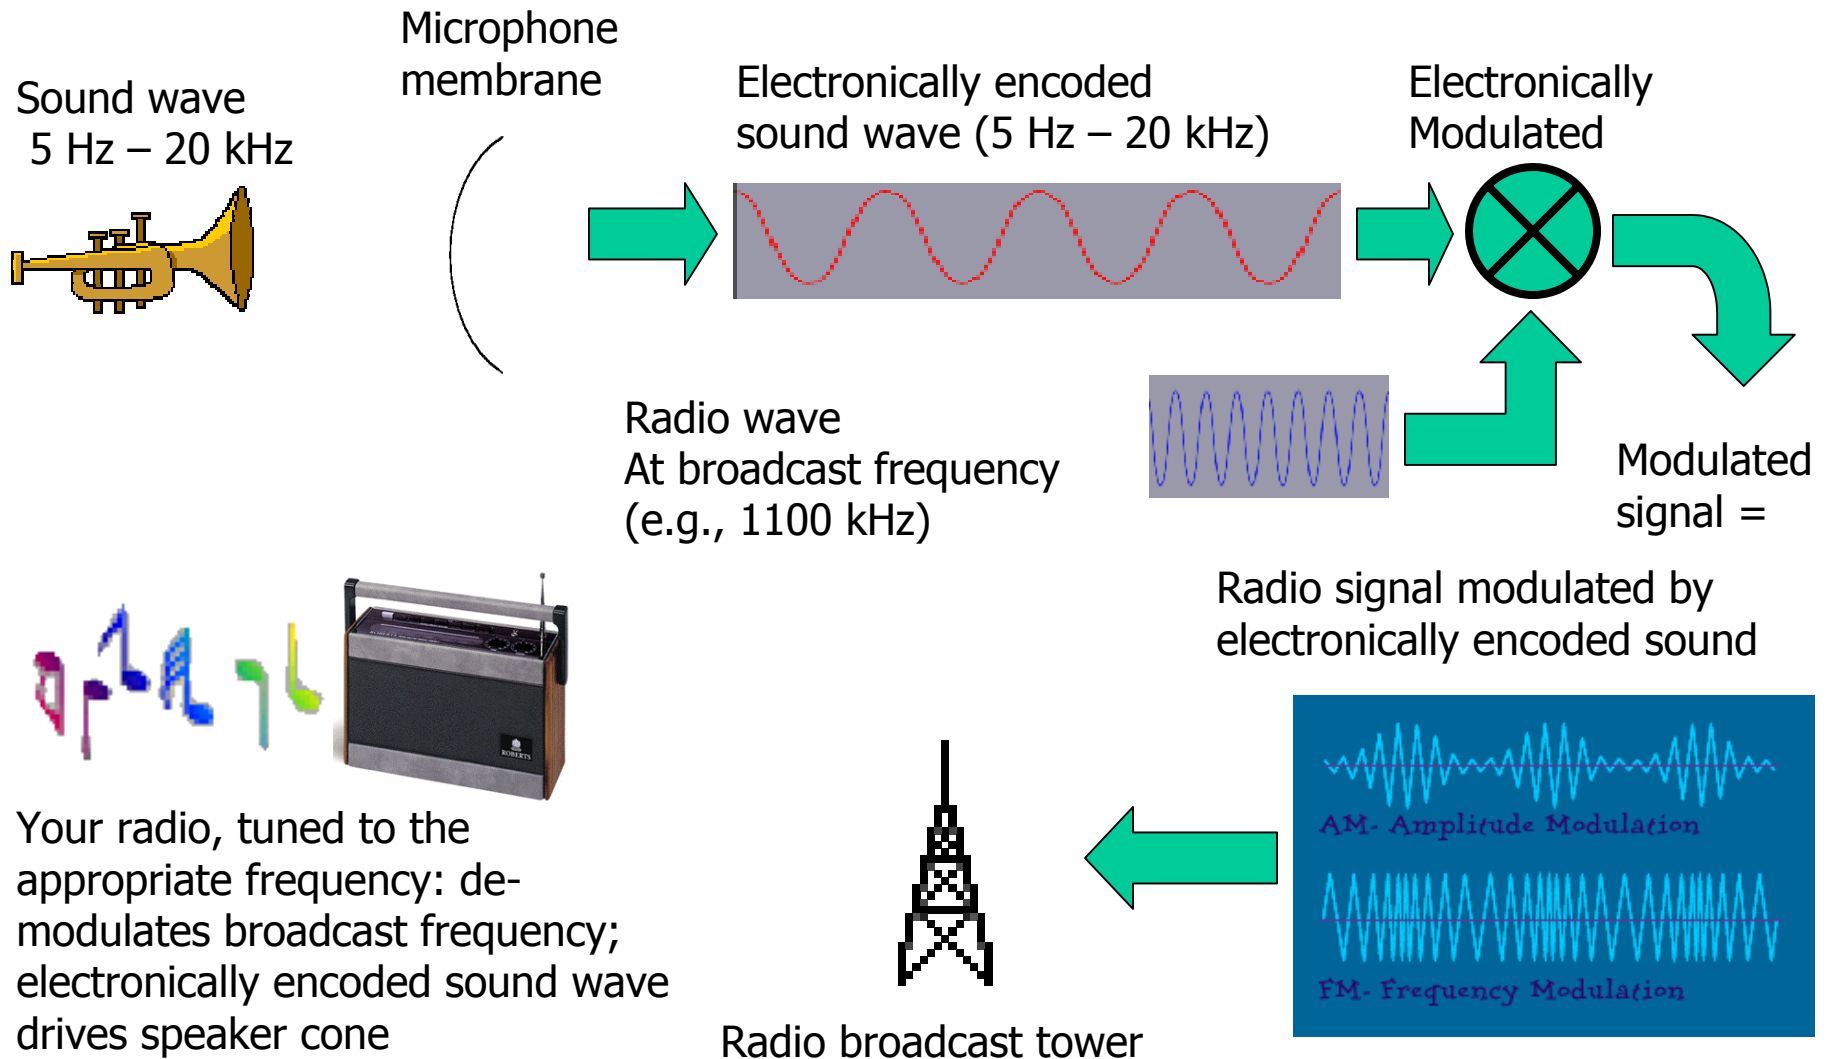 Sound wave
5 Hz – 20 kHz
Microphone
membrane
Electronically encoded
sound wave (5 Hz – 20 kHz)
Electronically
Modulated
Radio wave
At broadcast frequency
(e.g., 1100 kHz)
Modulated
signal =
Radio signal modulated by
electronically encoded sound
AM- Amplitude Modulation
FM- Frequency Modulation
Radio broadcast tower
ROBERTS
Your radio, tuned to the
appropriate frequency: de-
modulates broadcast frequency;
electronically encoded sound wave
drives speaker cone